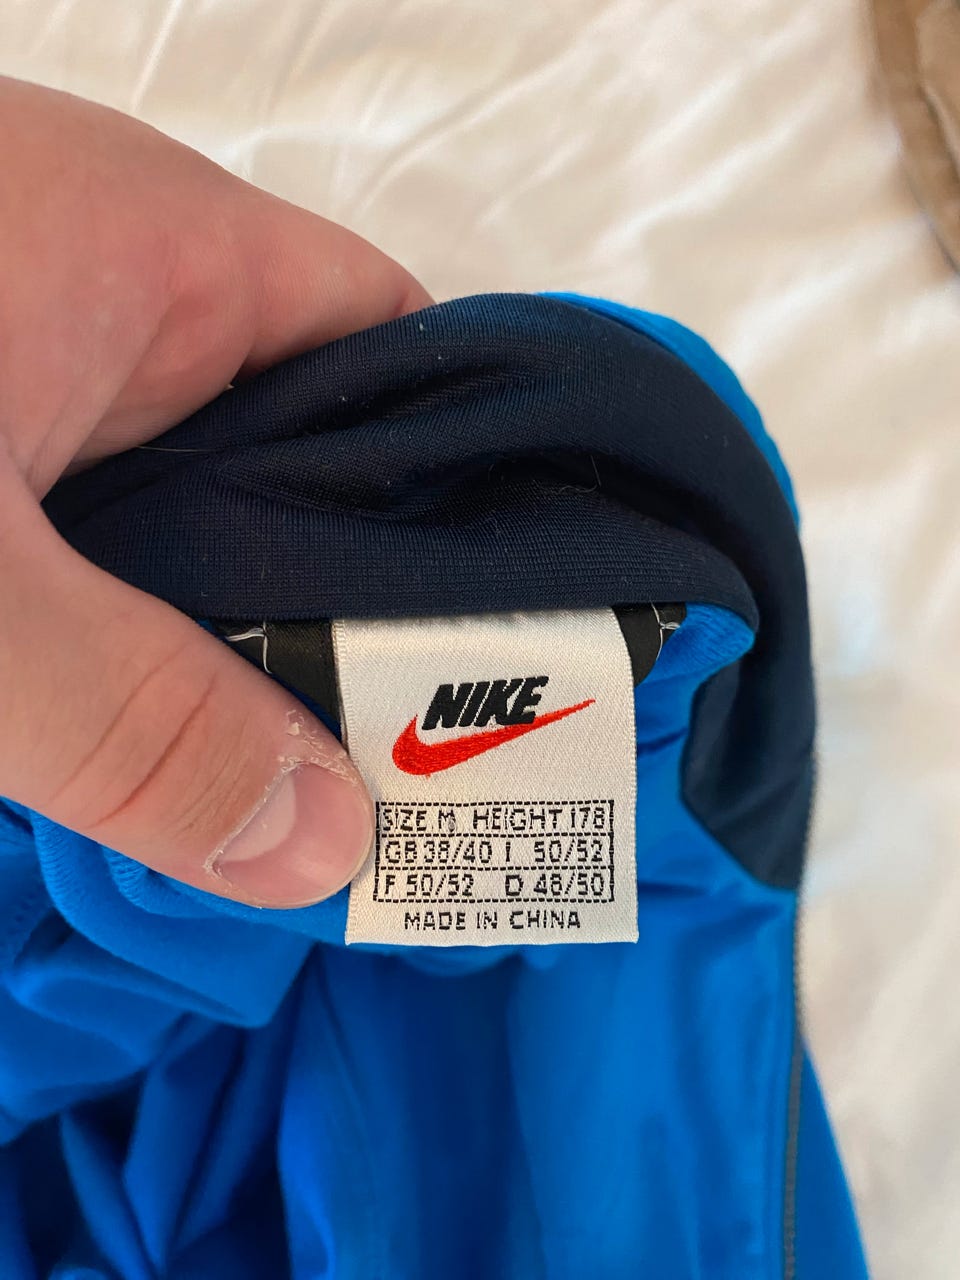 NIKE
SIZE M HEIGHT 178
GB 38/40 I 50/52
F 50/52 D 48/50
MADE IN CHINA